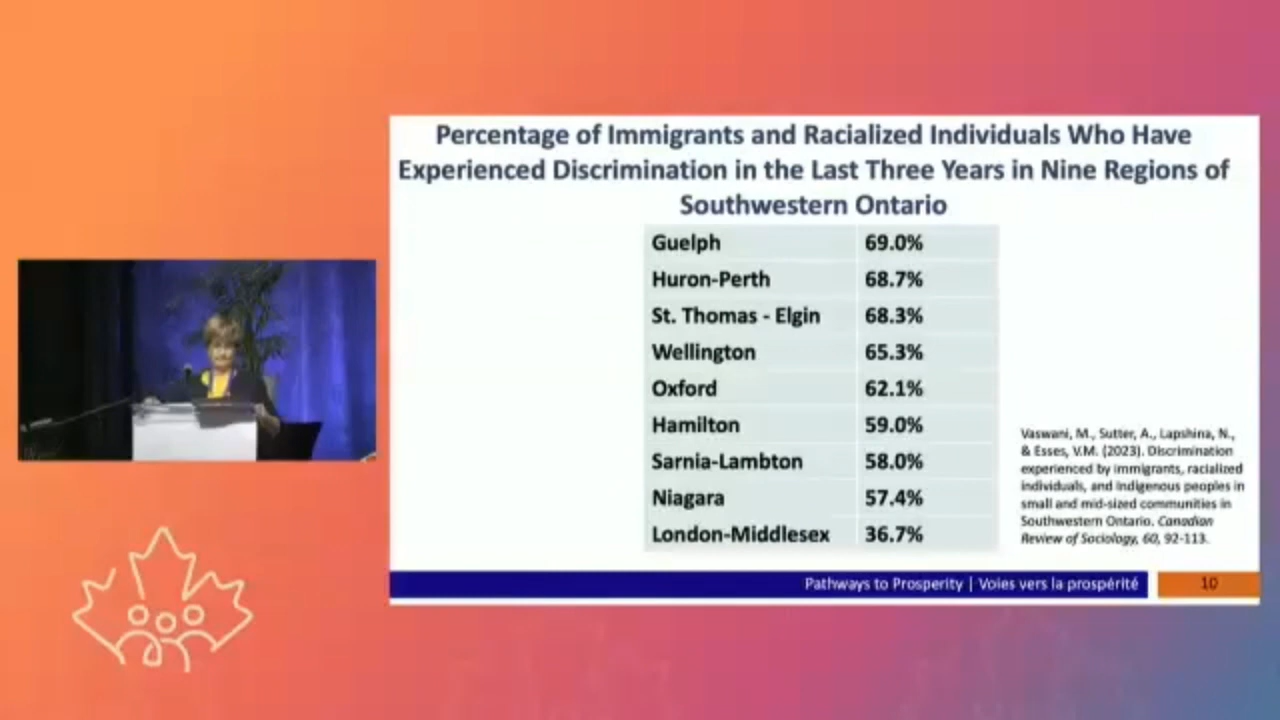 Percentage of Immigrants and Racialized Individuals Who Have
Experienced Discrimination in the Last Three Years in Nine Regions of
Southwestern Ontario
Guelph 69.0%
Huron-Perth 68.7%
St. Thomas - Elgin 68.3%
Wellington 65.3%
Oxford 62.1%
Hamilton 59.0%
Sarnia-Lambton 58.0%
Niagara 57.4%
London-Middlesex 36.7%
Vaswani, M., Sutter, A., Lapshina, N.,
& Esses, V.M. (2023). Discrimination
experienced by immigrants, racialized
individuals, and Indigenous peoples in
small and mid-sized communities in
Southwestern Ontario. Canadian
Review of Sociology, 60, 92-113.
Pathways to Prosperity | Voies vers la prospérité
10